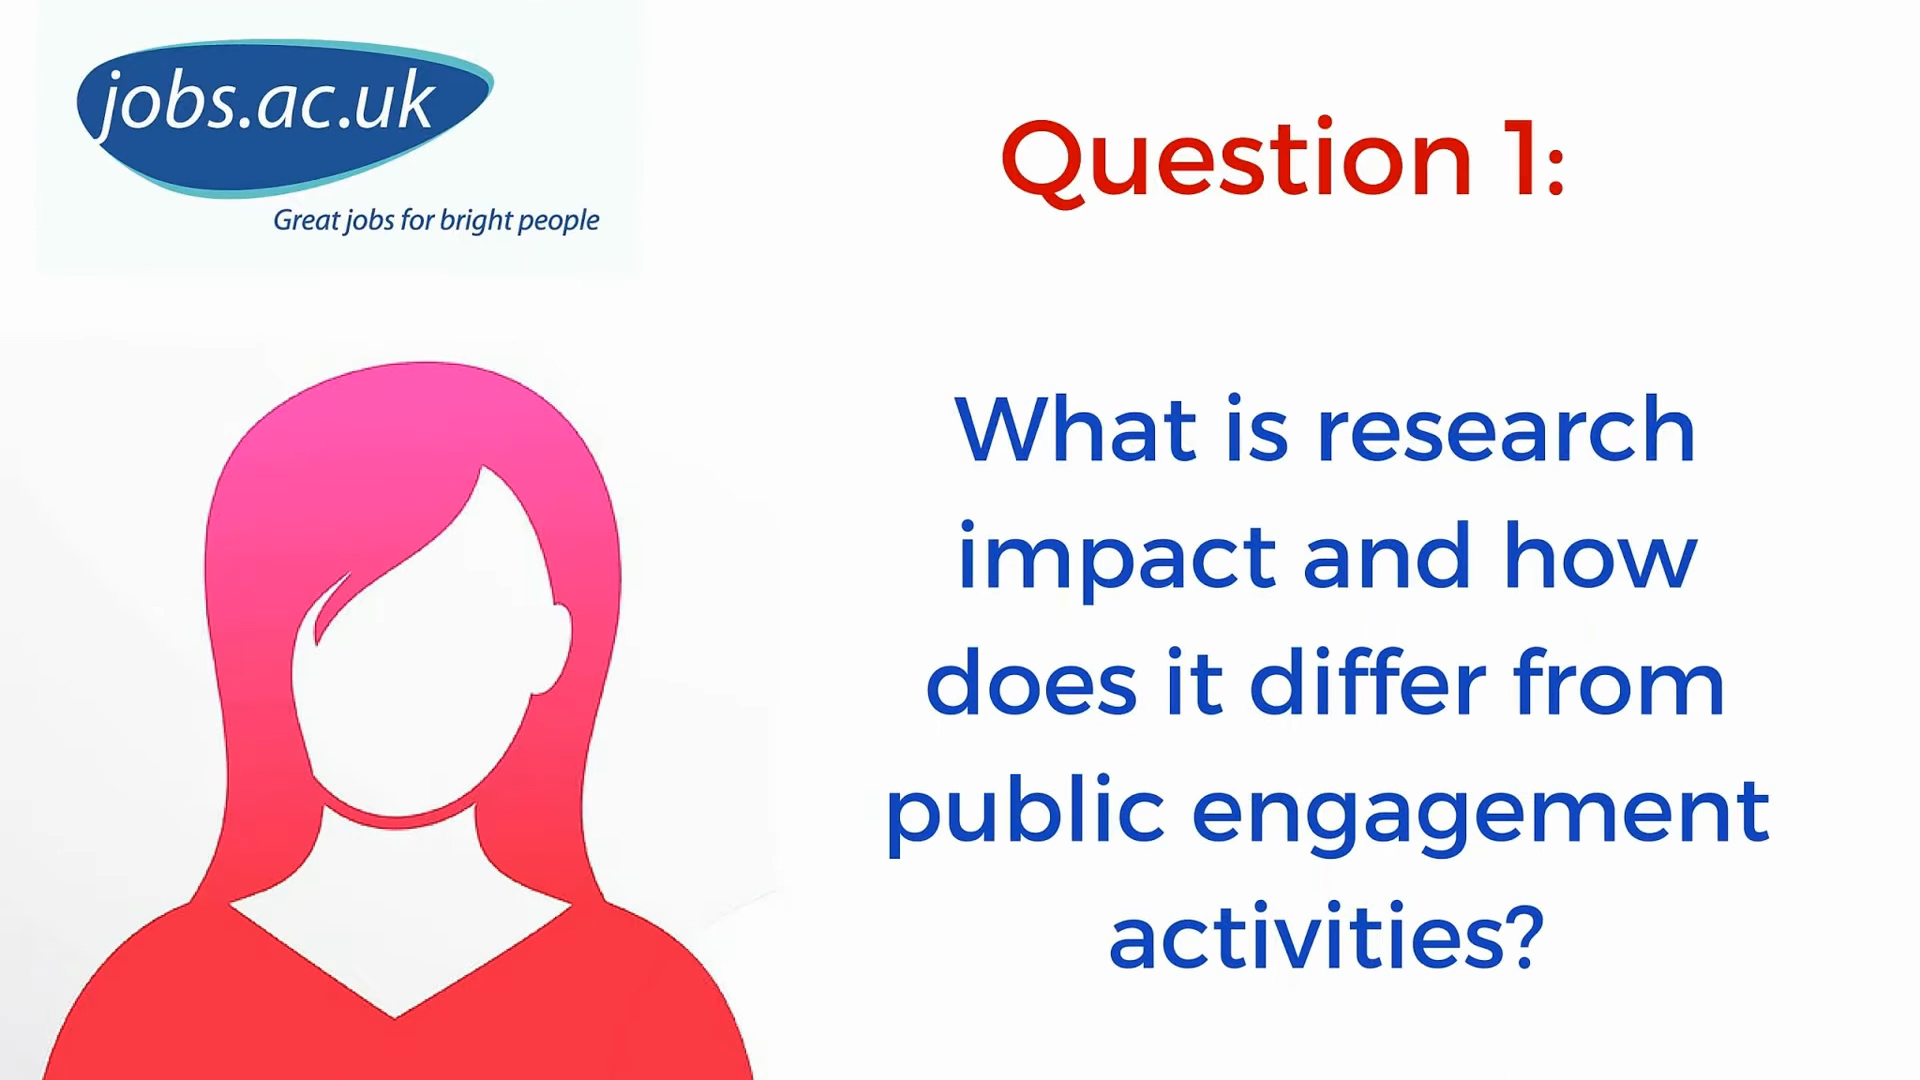 jobs.ac.uk
Great jobs for bright people
Question 1:
What is research
impact and how
does it differ from
public engagement
activities?